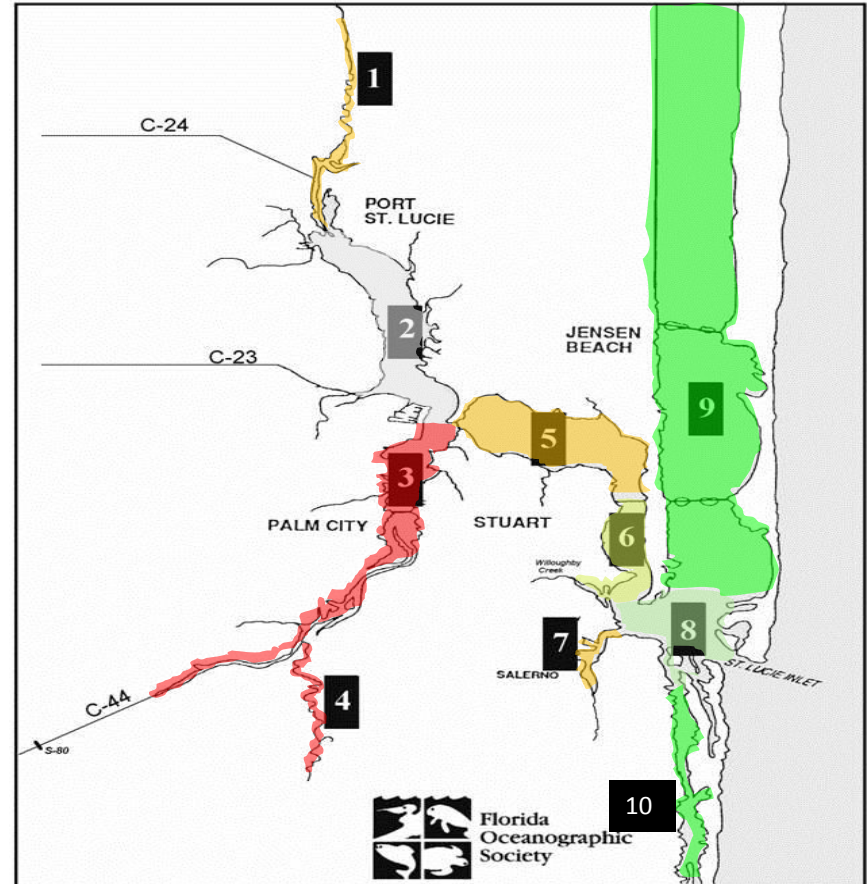 1
C-24
PORT
ST. LUCIE
2
JENSEN
BEACH
C-23
9
5
3
PALM CITY
STUART
6
Willoughby
Creek
7
8
SALERNO
ST. LUCIE INLET
4
C-44
S-80
10
Florida
Oceanographic
Society